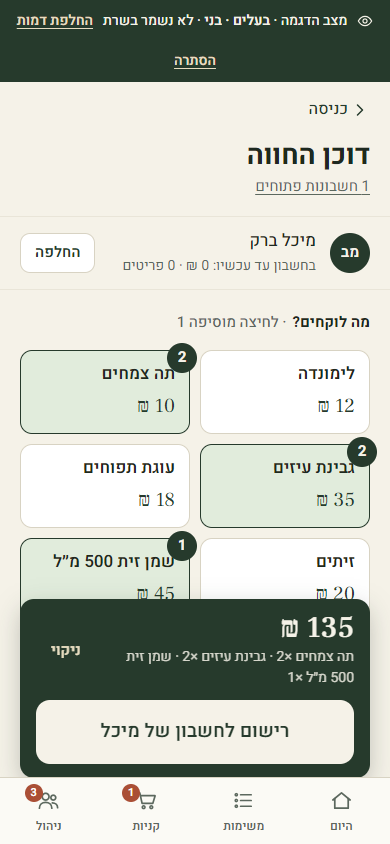 מצב הדגמה · בעלים · בני · לא נשמר בשרת החלפת דמות
הסתרה
כניסה
דוכן החווה
1 חשבונות פתוחים
מב
מיכל ברק
בחשבון עד עכשיו: 0 ₪ · 0 פריטים
החלפה
מה לוקחים? · לחיצה מוסיפה 1
לימונדה
12 ₪
2
תה צמחים
10 ₪
2
גבינת עיזים
35 ₪
עוגת תפוחים
18 ₪
זיתים
20 ₪
1
שמן זית 500 מ״ל
45 ₪
135 ₪
תה צמחים ×2 · גבינת עיזים ×2 · שמן זית
500 מ״ל ×1
ניקוי
רישום לחשבון של מיכל
היום
משימות
1
קניות
3
ניהול